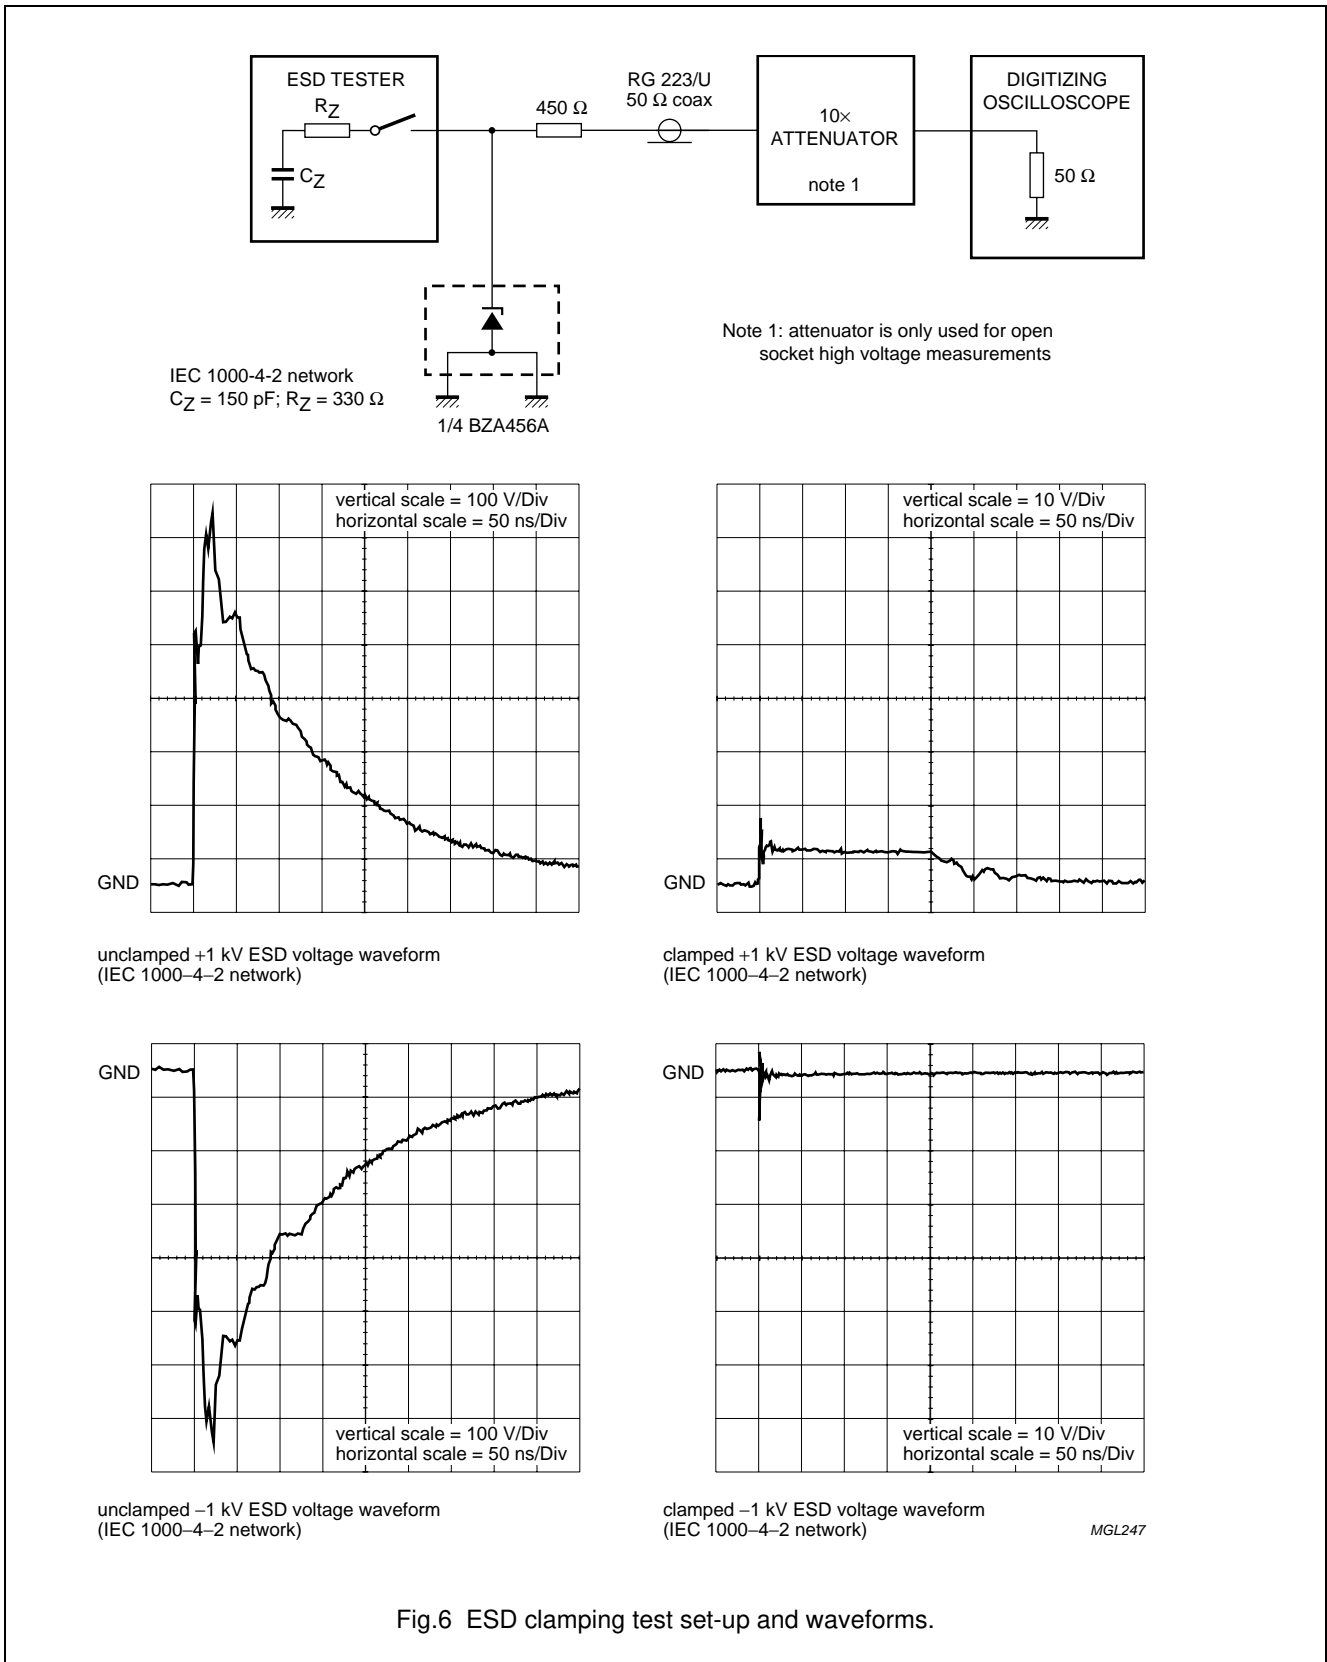 ESD TESTER
RZ
CZ
450 Ω
RG 223/U
50 Ω coax
10×
ATTENUATOR
note 1
DIGITIZING
OSCILLOSCOPE
50 Ω
Note 1: attenuator is only used for open
socket high voltage measurements
IEC 1000-4-2 network
CZ = 150 pF; RZ = 330 Ω
1/4 BZA456A
vertical scale = 100 V/Div
horizontal scale = 50 ns/Div
GND
unclamped +1 kV ESD voltage waveform
(IEC 1000−4−2 network)
vertical scale = 10 V/Div
horizontal scale = 50 ns/Div
GND
clamped +1 kV ESD voltage waveform
(IEC 1000−4−2 network)
GND
vertical scale = 100 V/Div
horizontal scale = 50 ns/Div
unclamped −1 kV ESD voltage waveform
(IEC 1000−4−2 network)
GND
vertical scale = 10 V/Div
horizontal scale = 50 ns/Div
clamped −1 kV ESD voltage waveform
(IEC 1000−4−2 network)
MGL247
Fig.6 ESD clamping test set-up and waveforms.